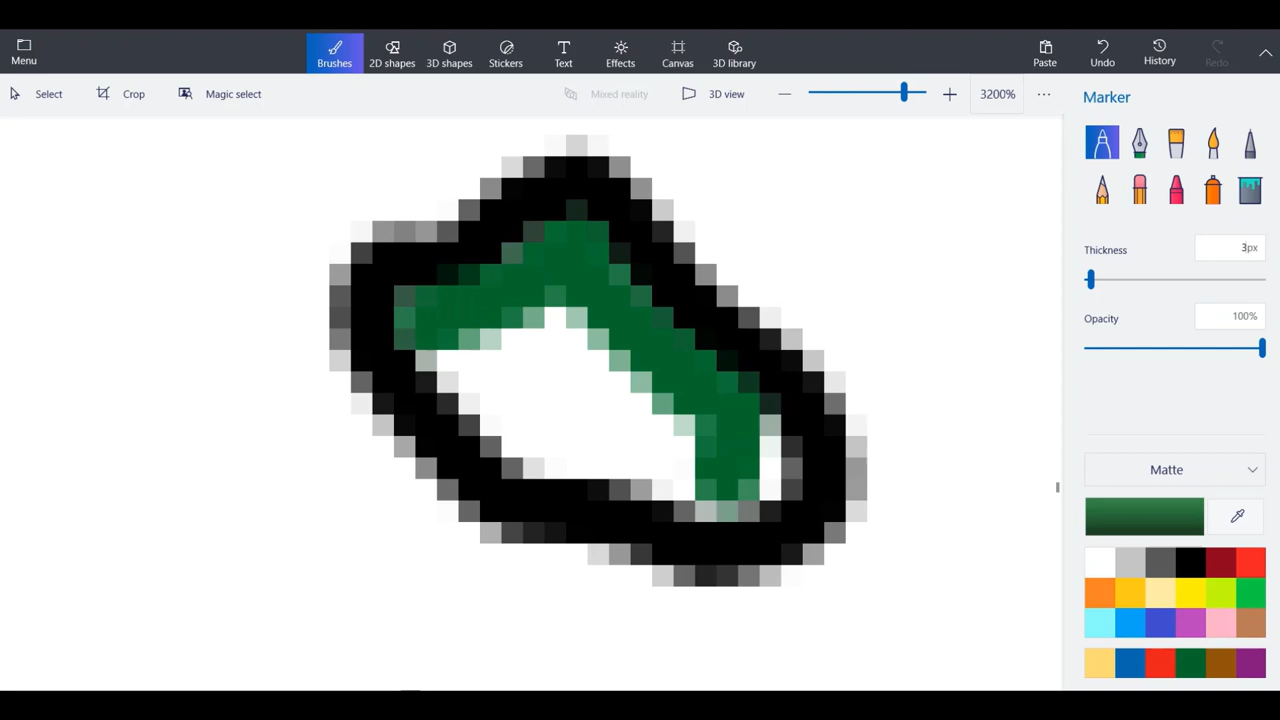 Menu
Brushes
2D shapes
3D shapes
Stickers
Text
Effects
Canvas
3D library
Paste
Undo
History
Redo
Select
Crop
Magic select
Mixed reality
3D view
3200%
Marker
Thickness
3px
Opacity
100%
Matte